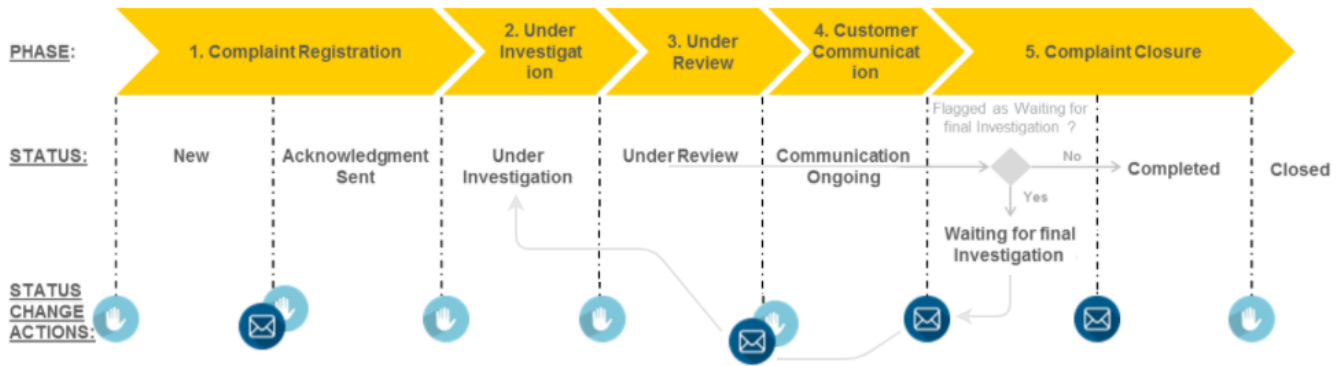 PHASE:
1. Complaint Registration
2. Under
Investigat
ion
3. Under
Review
4. Customer
Communicat
ion
5. Complaint Closure
Flagged as Waiting for
final Investigation ?
STATUS:
New
Acknowledgment
Sent
Under
Investigation
Under Review
Communication
Ongoing
No
Completed
Closed
Yes
Waiting for final
Investigation
STATUS
CHANGE
ACTIONS: